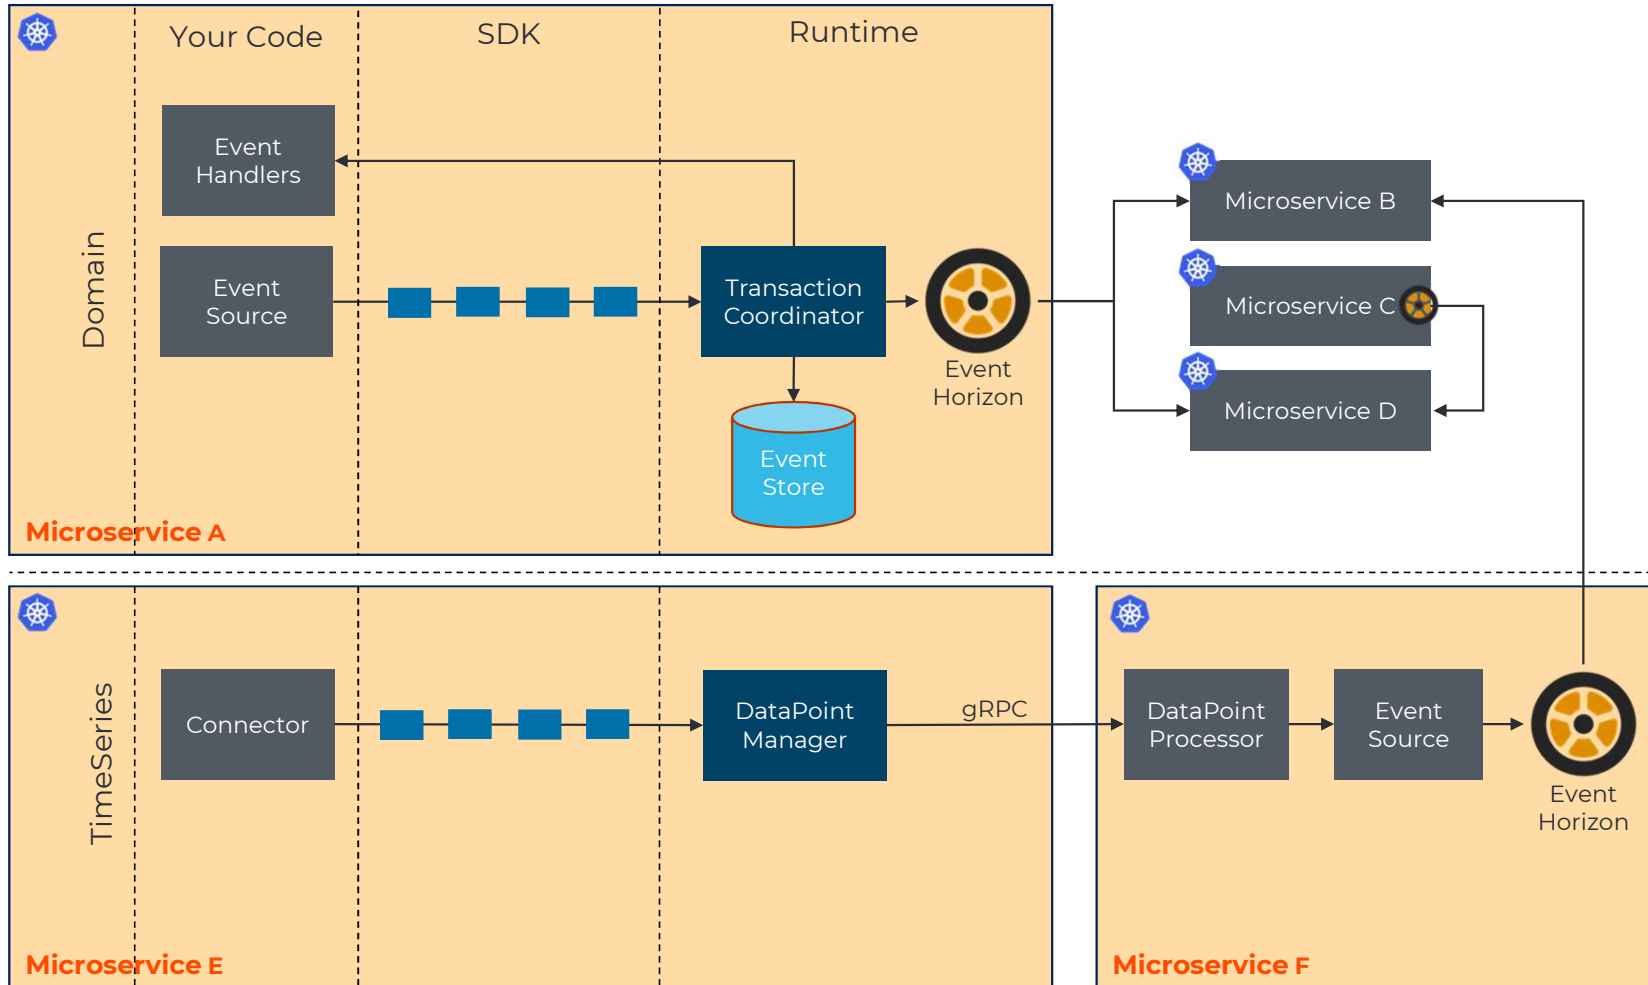 Your Code
SDK
Runtime
Domain
Event
Handlers
Event
Source
Transaction
Coordinator
Event
Horizon
Event
Store
Microservice A
Microservice B
Microservice C
Microservice D
TimeSeries
Connector
DataPoint
Manager
gRPC
DataPoint
Processor
Event
Source
Event
Horizon
Microservice E
Microservice F